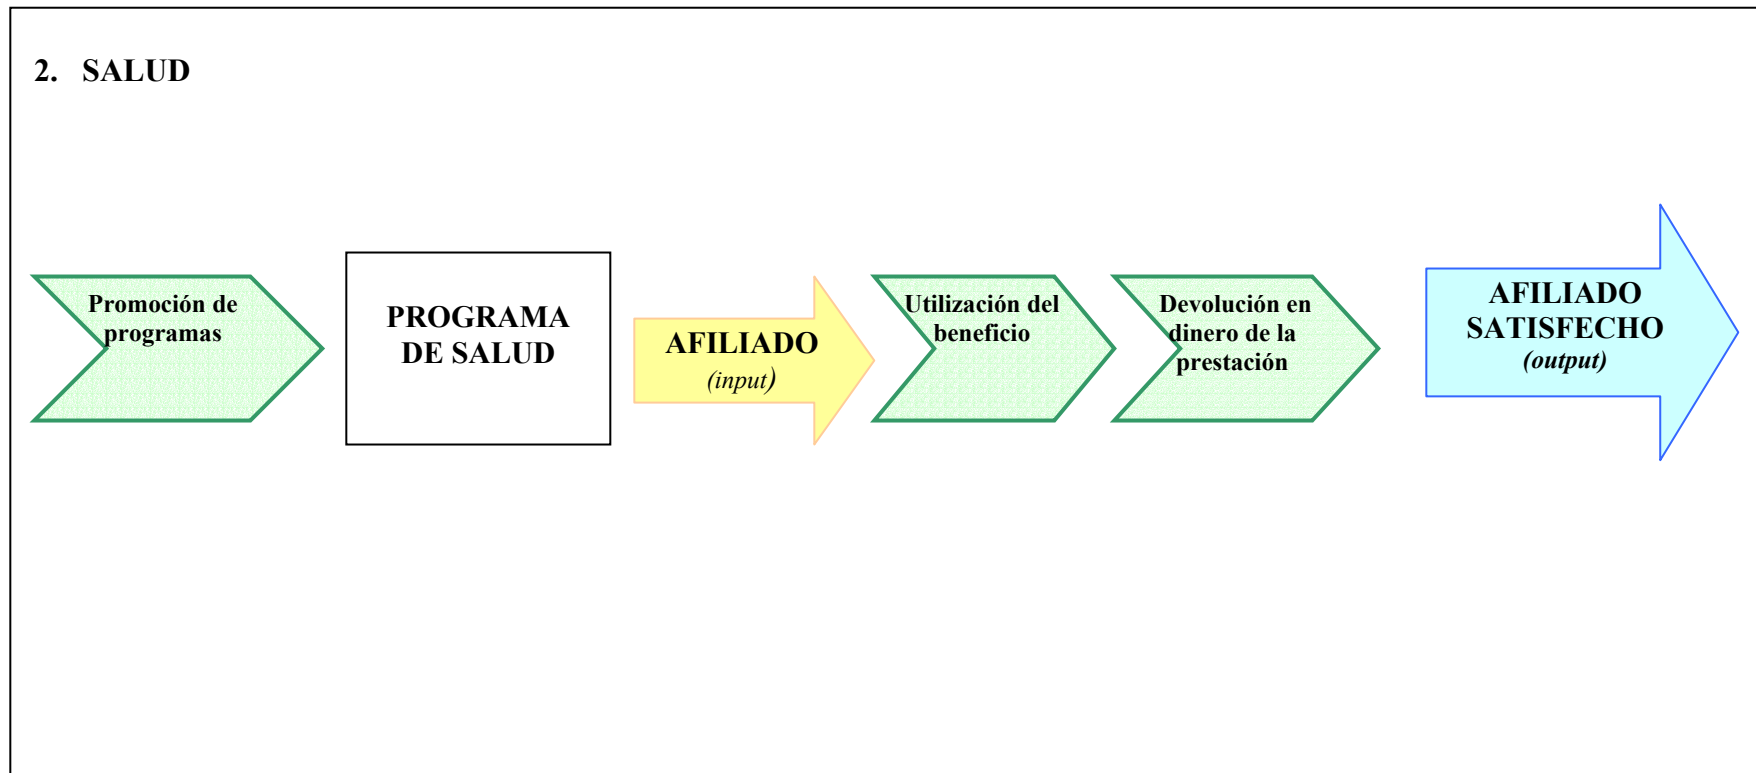 2. SALUD
Promoción de
programas
PROGRAMA
DE SALUD
AFILIADO
(input)
Utilización del
beneficio
Devolución en
dinero de la
prestación
AFILIADO
SATISFECHO
(output)